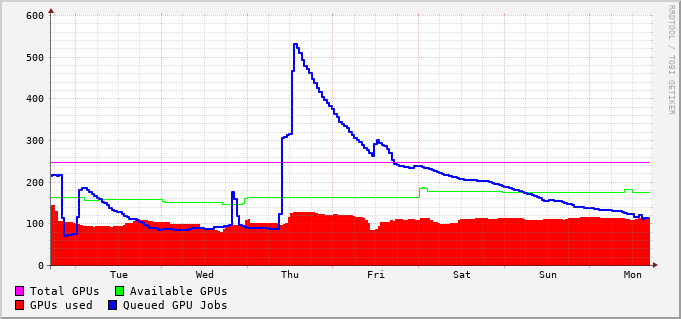 600
500
400
300
200
100
0
Tue Wed Thu Fri Sat Sun Mon
Total GPUs Available GPUs
GPUs used Queued GPU Jobs
RRDTOOL / TOBI OETIKER